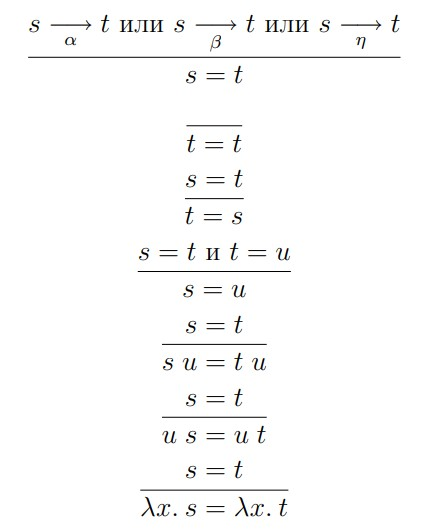 s ⟶α t или s ⟶β t или s ⟶η t
s = t
t = t
s = t
t = s
s = t и t = u
s = u
s = t
s u = t u
s = t
u s = u t
s = t
λx. s = λx. t